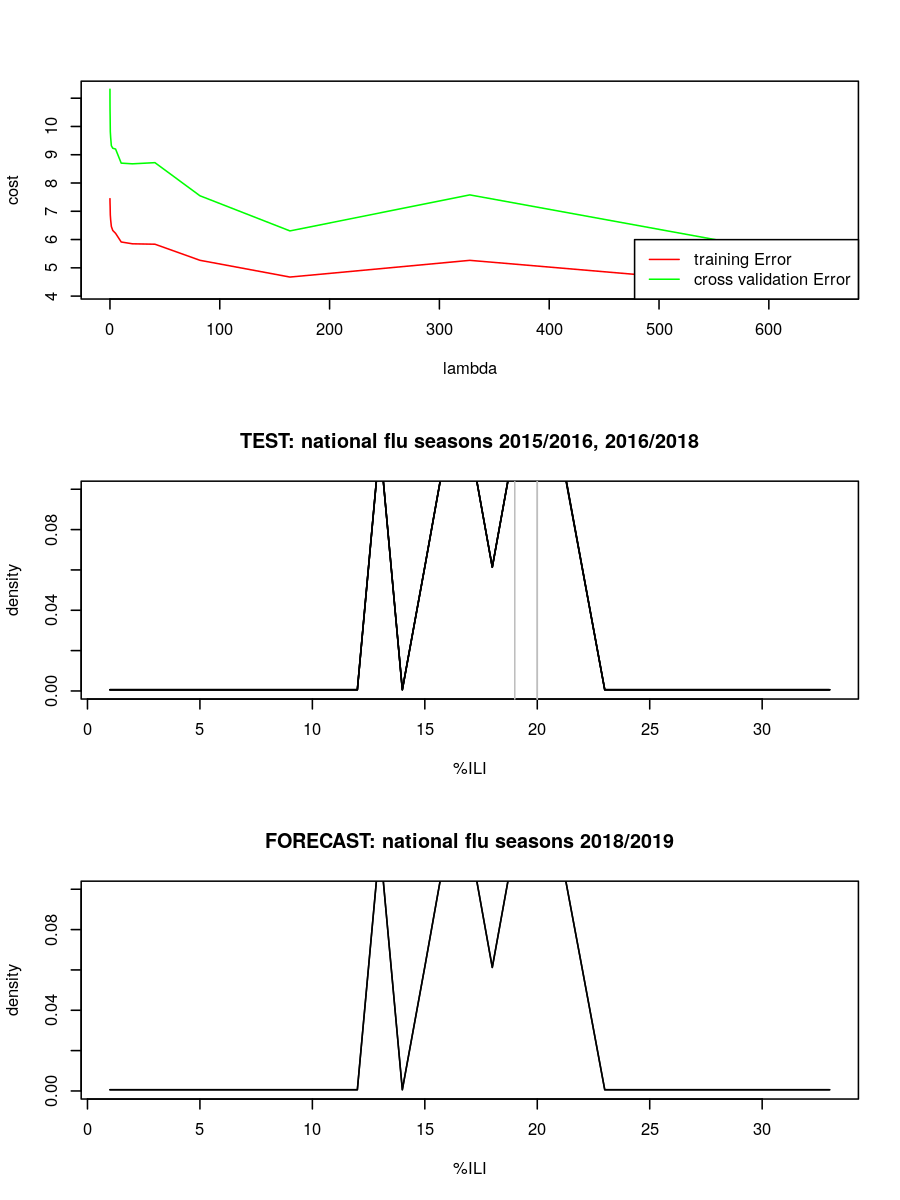 cost
10
9
8
7
6
5
4
training Error
cross validation Error
0 100 200 300 400 500 600
lambda
TEST: national flu seasons 2015/2016, 2016/2018
density
0.08
0.04
0.00
0 5 10 15 20 25 30
%ILI
FORECAST: national flu seasons 2018/2019
density
0.08
0.04
0.00
0 5 10 15 20 25 30
%ILI